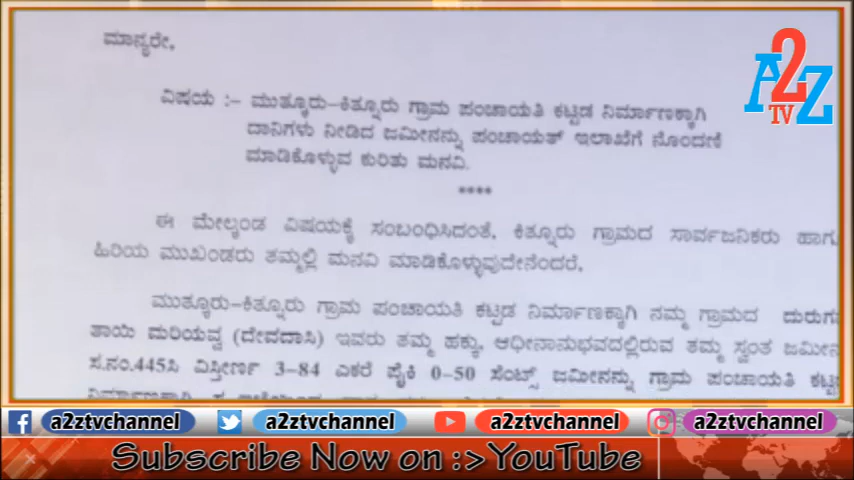 ಮಾನ್ಯರೇ,
A2Z TV
ವಿಷಯ :– ಮುತ್ಕೂರು–ಕಿತ್ನೂರು ಗ್ರಾಮ ಪಂಚಾಯತಿ ಕಟ್ಟಡ ನಿರ್ಮಾಣಕ್ಕಾಗಿ
ದಾನಿಗಳು ನೀಡಿದ ಜಮೀನನ್ನು ಪಂಚಾಯತ್ ಇಲಾಖೆಗೆ ನೊಂದಣಿ
ಮಾಡಿಕೊಳ್ಳುವ ಕುರಿತು ಮನವಿ.
****
ಈ ಮೇಲ್ಕಂಡ ವಿಷಯಕ್ಕೆ ಸಂಬಂಧಿಸಿದಂತೆ, ಕಿತ್ನೂರು ಗ್ರಾಮದ ಸಾರ್ವಜನಿಕರು ಹಾಗೂ
ಹಿರಿಯ ಮುಖಂಡರು ತಮ್ಮಲ್ಲಿ ಮನವಿ ಮಾಡಿಕೊಳ್ಳುವುದೇನೆಂದರೆ,
ಮುತ್ಕೂರು–ಕಿತ್ನೂರು ಗ್ರಾಮ ಪಂಚಾಯತಿ ಕಟ್ಟಡ ನಿರ್ಮಾಣಕ್ಕಾಗಿ ನಮ್ಮ ಗ್ರಾಮದ
ತಾಯಿ ಮರಿಯವ್ವ (ದೇವದಾಸಿ) ಇವರು ತಮ್ಮ ಹಕ್ಕು, ಆಧೀನಾನುಭವದಲ್ಲಿರುವ ತಮ್ಮ ಸ್ವಂತ ಜಮೀನ
ಸ.ನಂ.445ಸಿ ವಿಸ್ತೀರ್ಣ 3–84 ಎಕರೆ ಪೈಕಿ 0–50 ಸೆಂಟ್ಸ್ ಜಮೀನನ್ನು ಗ್ರಾಮ ಪಂಚಾಯತಿ ಕಟ್ಟ
a2ztvchannel a2ztvchannel a2ztvchannel a2ztvchannel
Subscribe Now on :> YouTube